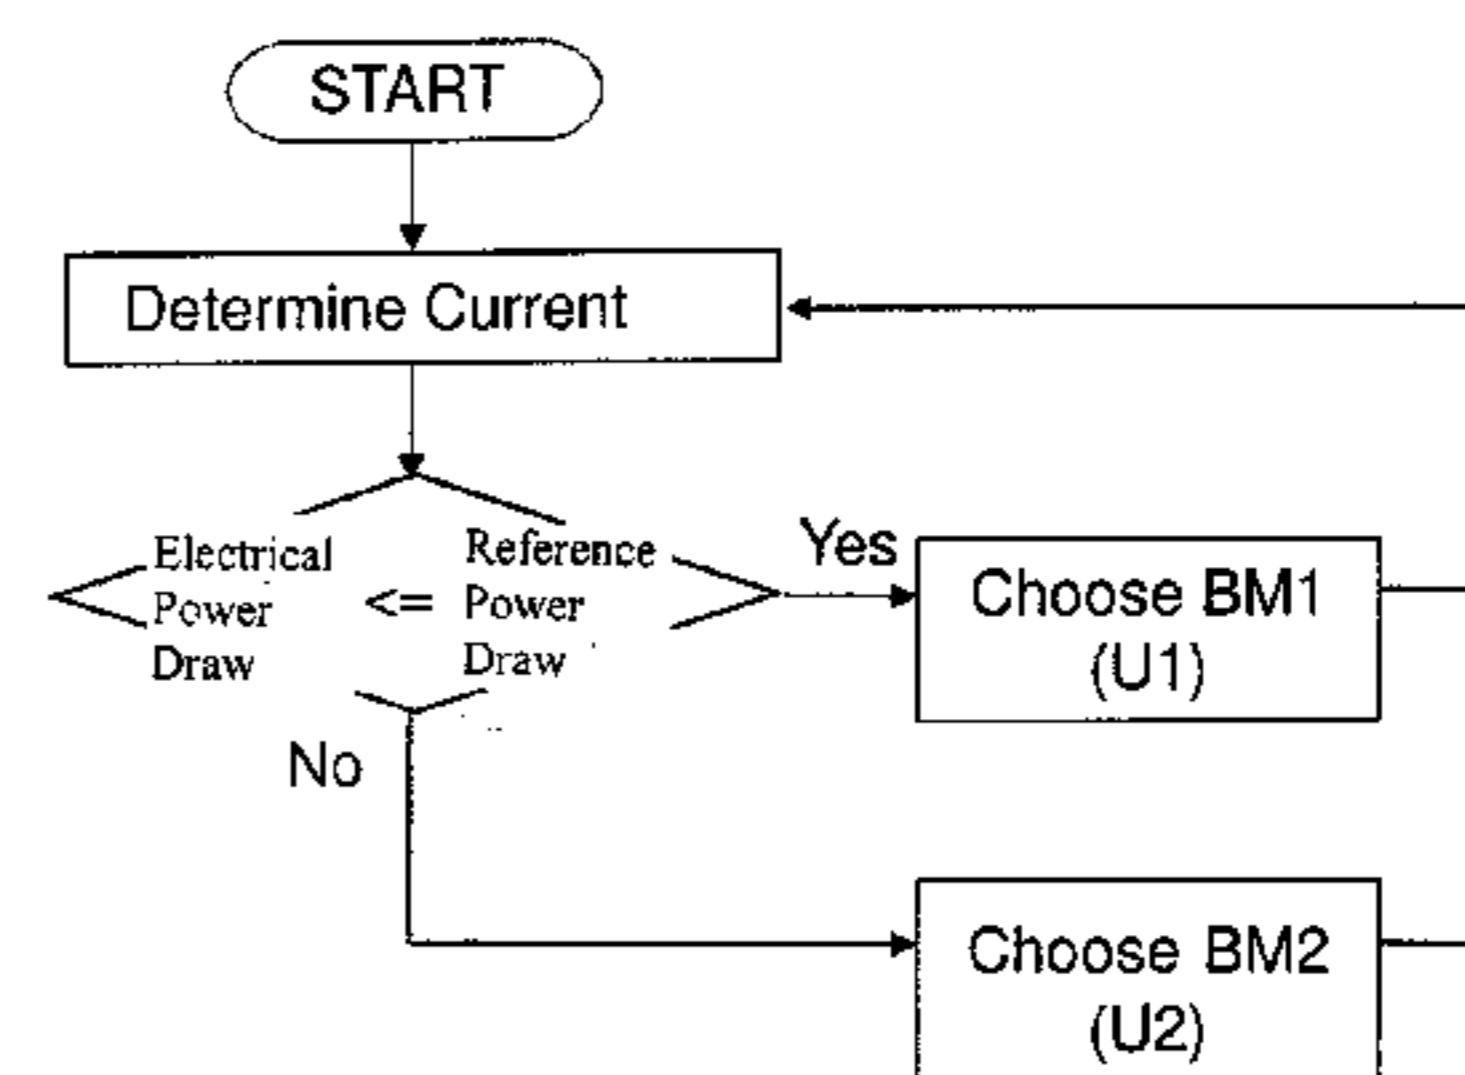 START
Determine Current
Electrical
Power
Draw
<=
Reference
Power
Draw
Yes
Choose BM1
(U1)
No
Choose BM2
(U2)